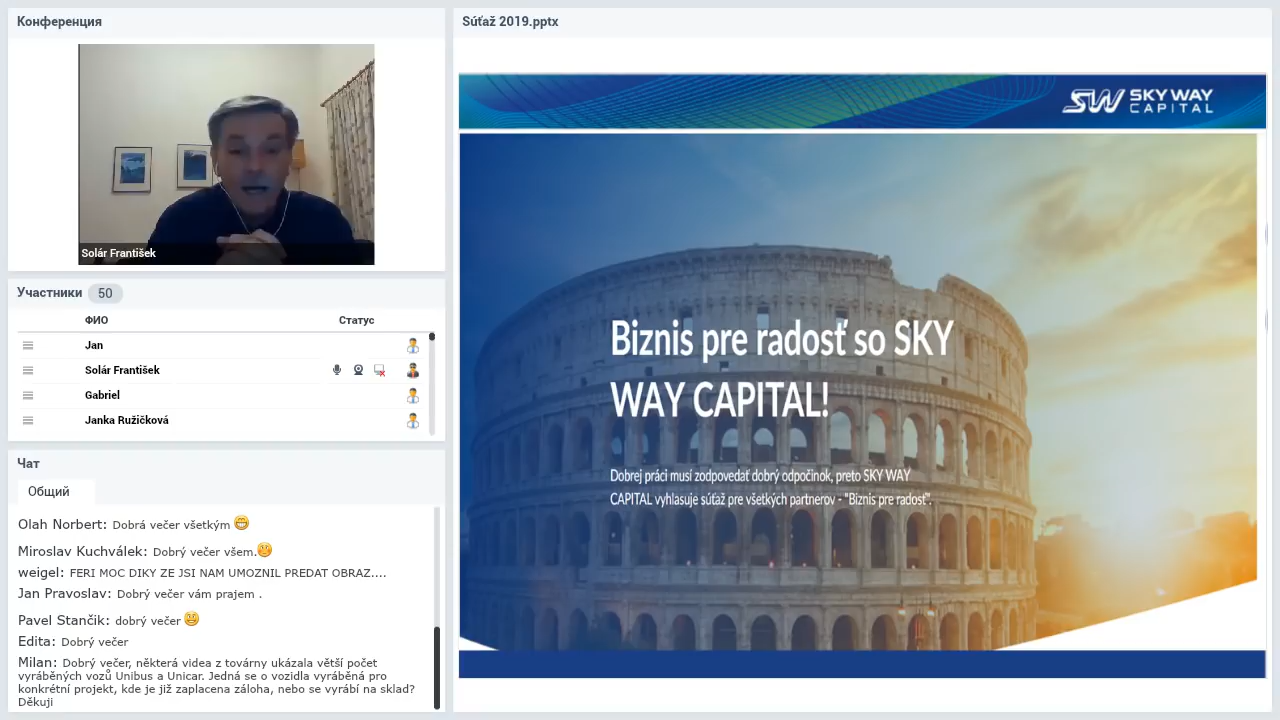 Конференция
Solár František
Участники 50
ФИО Статус
Jan
Solár František
Gabriel
Janka Ružičková
Чат
Общий
Olah Norbert: Dobrá večer všetkým
Miroslav Kuchválek: Dobrý večer všem.
weigel: FERI MOC DIKY ZE JSI NAM UMOZNIL PREDAT OBRAZ....
Jan Pravoslav: Dobrý večer vám prajem .
Pavel Stančik: dobrý večer
Edita: Dobrý večer
Milan: Dobrý večer, některá videa z továrny ukázala větší počet
vyráběných vozů Unibus a Unicar. Jedná se o vozidla vyráběná pro
konkrétní projekt, kde je již zaplacena záloha, nebo se vyrábí na sklad?
Děkuji
Súťaž 2019.pptx
SW SKY WAY
CAPITAL
Biznis pre radosť so SKY
WAY CAPITAL!
Dobrej práci musí zodpovedať dobrý odpočinok, preto SKY WAY
CAPITAL vyhlasuje súťaž pre všetkých partnerov - "Biznis pre radosť".